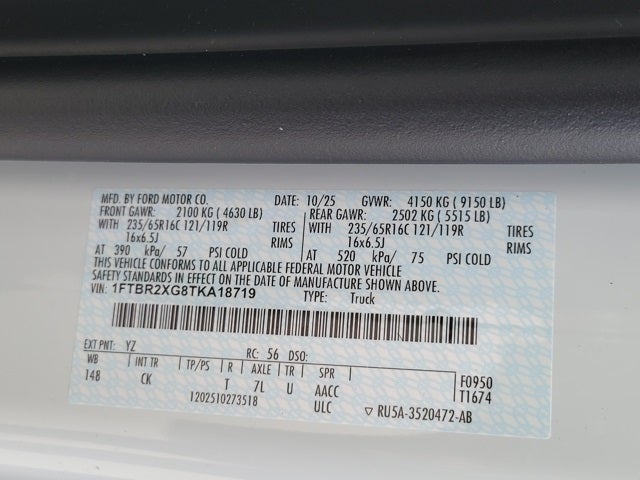 MFD. BY FORD MOTOR CO. DATE: 10/25 GVWR: 4150 KG ( 9150 LB)
FRONT GAWR: 2100 KG ( 4630 LB) REAR GAWR: 2502 KG ( 5515 LB)
WITH 235/65R16C 121/119R TIRES WITH 235/65R16C 121/119R TIRES
16x6.5J RIMS 16x6.5J RIMS
AT 390 kPa/ 57 PSI COLD AT 520 kPa/ 75 PSI COLD
THIS VEHICLE CONFORMS TO ALL APPLICABLE FEDERAL MOTOR VEHICLE
SAFETY STANDARDS IN EFFECT ON THE DATE OF MANUFACTURE SHOWN ABOVE.
VIN: 1FTBR2XG8TKA18719 TYPE: Truck
EXT PNT: YZ RC: 56 DSO:
WB INT TR TP/PS R AXLE TR SPR F0950
148 CK T 7L U AACC T1674
1202510273518 ULC RU5A-3520472-AB